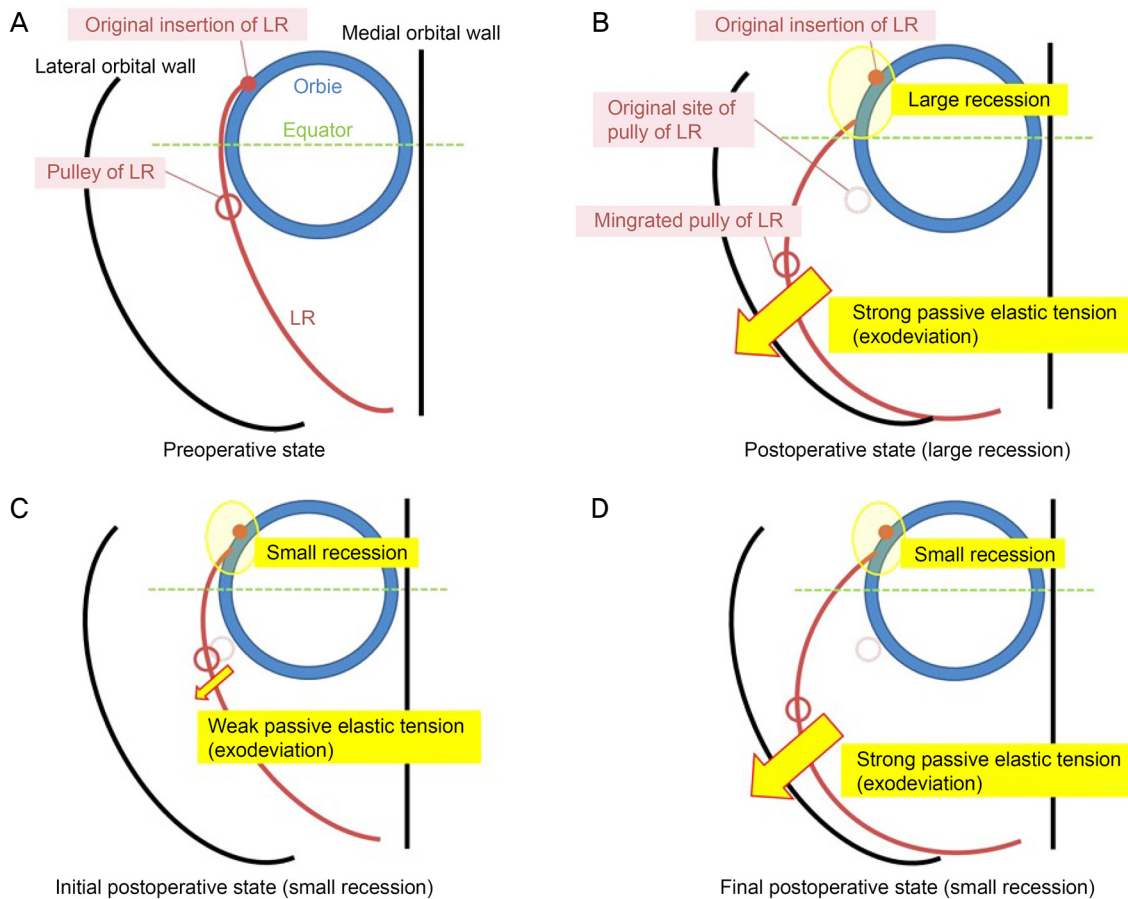 A
Original insertion of LR
Medial orbital wall
Lateral orbital wall
Orbie
Equator
Pulley of LR
LR
Preoperative state
B
Original insertion of LR
Large recession
Original site of
pully of LR
Mingrated pully of LR
Strong passive elastic tension
(exodeviation)
Postoperative state (large recession)
C
Small recession
Weak passive elastic tension
(exodeviation)
Initial postoperative state (small recession)
D
Small recession
Strong passive elastic tension
(exodeviation)
Final postoperative state (small recession)